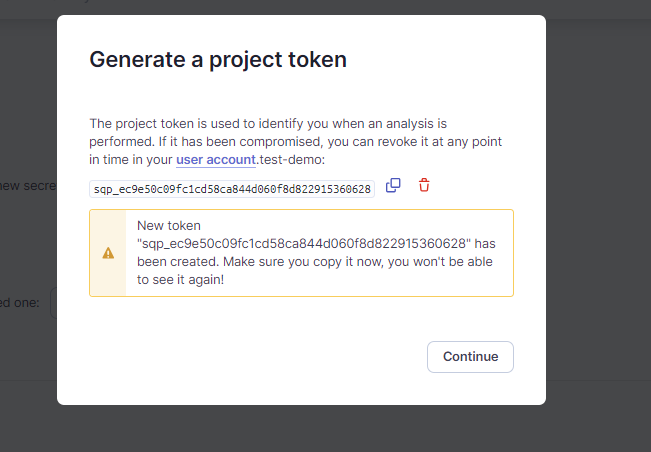 Generate a project token
The project token is used to identify you when an analysis is
performed. If it has been compromised, you can revoke it at any point
in time in your user account.test-demo:
new secre
sqp_ec9e50c09fc1cd58ca844d060f8d822915360628
New token
"sqp_ec9e50c09fc1cd58ca844d060f8d822915360628" has
been created. Make sure you copy it now, you won't be able
to see it again!
ed one:
Continue